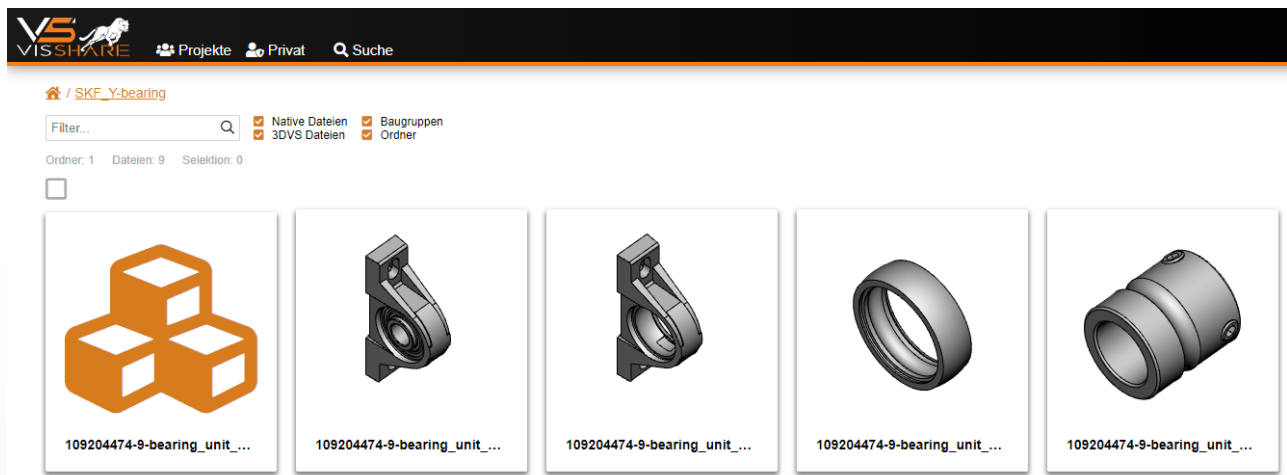 VS
VISSHARE
Projekte Privat Suche
/ SKF_Y-bearing
Filter...
Native Dateien Baugruppen
3DVS Dateien Ordner
Ordner: 1 Dateien: 9 Selektion: 0
109204474-9-bearing_unit_... 109204474-9-bearing_unit_... 109204474-9-bearing_unit_... 109204474-9-bearing_unit_... 109204474-9-bearing_unit_...